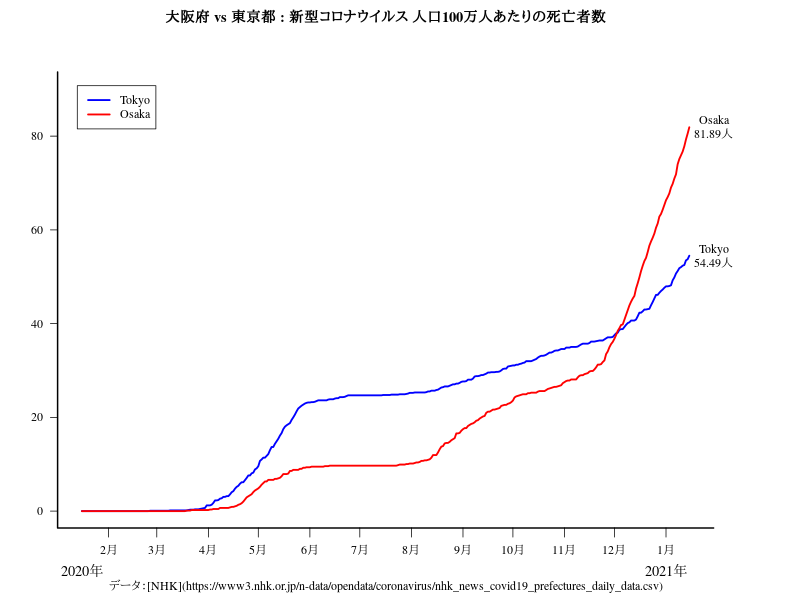 大阪府 vs 東京都 : 新型コロナウイルス 人口100万人あたりの死亡者数
Tokyo
Osaka
80
60
40
20
0
Osaka
81.89人
Tokyo
54.49人
2月 3月 4月 5月 6月 7月 8月 9月 10月 11月 12月 1月
2020年 2021年
データ:[NHK](https://www3.nhk.or.jp/n-data/opendata/coronavirus/nhk_news_covid19_prefectures_daily_data.csv)